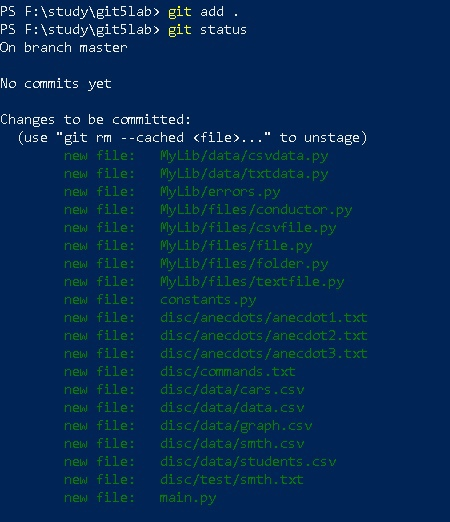 PS F:\study\git5lab> git add .
PS F:\study\git5lab> git status
On branch master
No commits yet
Changes to be committed:
(use "git rm --cached <file>..." to unstage)
new file: MyLib/data/csvdata.py
new file: MyLib/data/txtdata.py
new file: MyLib/errors.py
new file: MyLib/files/conductor.py
new file: MyLib/files/csvfile.py
new file: MyLib/files/file.py
new file: MyLib/files/folder.py
new file: MyLib/files/textfile.py
new file: constants.py
new file: disc/anecdots/anecdot1.txt
new file: disc/anecdots/anecdot2.txt
new file: disc/anecdots/anecdot3.txt
new file: disc/commands.txt
new file: disc/data/cars.csv
new file: disc/data/data.csv
new file: disc/data/graph.csv
new file: disc/data/smth.csv
new file: disc/data/students.csv
new file: disc/test/smth.txt
new file: main.py